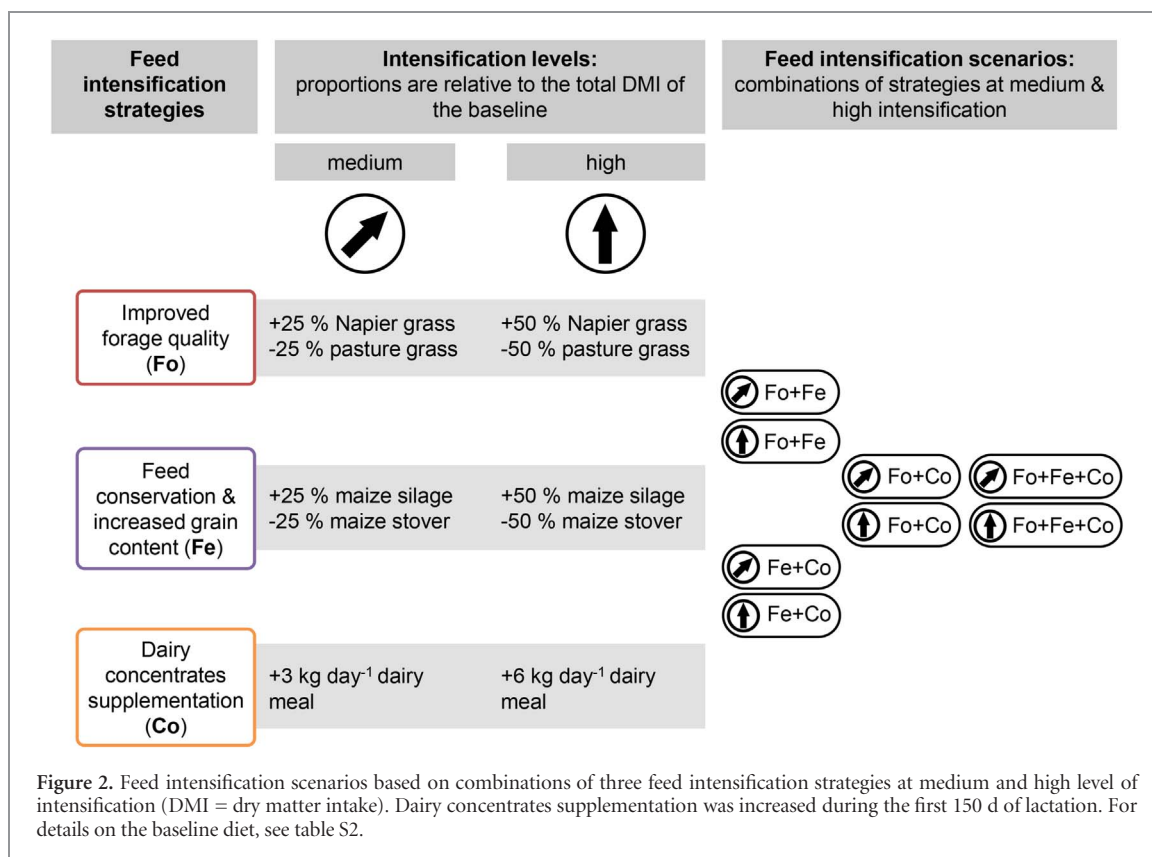 Feed
intensification
strategies
Intensification levels:
proportions are relative to the total DMI of
the baseline
Feed intensification scenarios:
combinations of strategies at medium &
high intensification
medium
high
Improved
forage quality
(Fo)
+25 % Napier grass
-25 % pasture grass
+50 % Napier grass
-50 % pasture grass
Fo+Fe
Fo+Fe
Feed
conservation &
increased grain
content (Fe)
+25 % maize silage
-25 % maize stover
+50 % maize silage
-50 % maize stover
Fo+Co
Fo+Fe+Co
Fo+Co
Fo+Fe+Co
Fe+Co
Fe+Co
Dairy
concentrates
supplementation
(Co)
+3 kg day⁻¹ dairy
meal
+6 kg day⁻¹ dairy
meal
Figure 2. Feed intensification scenarios based on combinations of three feed intensification strategies at medium and high level of
intensification (DMI = dry matter intake). Dairy concentrates supplementation was increased during the first 150 d of lactation. For
details on the baseline diet, see table S2.